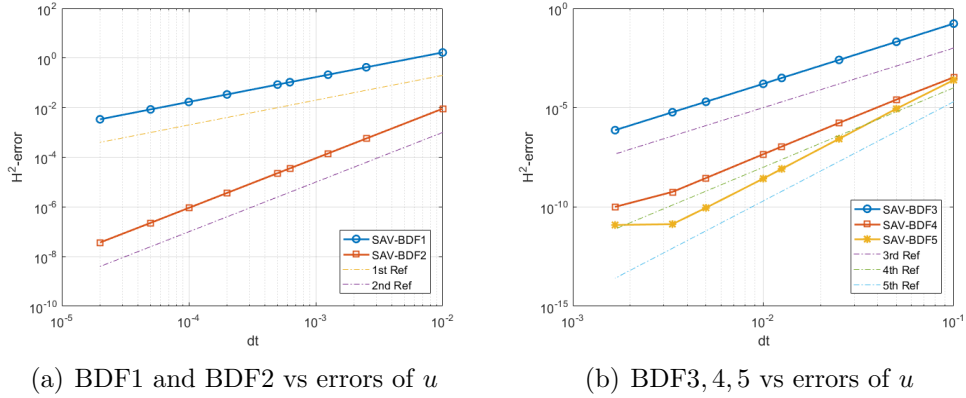 10^2
10^0
10^-2
10^-4
10^-6
10^-8
10^-10
H^2-error
10^-5
10^-4
10^-3
10^-2
dt
SAV-BDF1
SAV-BDF2
1st Ref
2nd Ref
(a) BDF1 and BDF2 vs errors of u
10^0
10^-5
10^-10
10^-15
H^2-error
10^-3
10^-2
10^-1
dt
SAV-BDF3
SAV-BDF4
SAV-BDF5
3rd Ref
4th Ref
5th Ref
(b) BDF3, 4, 5 vs errors of u